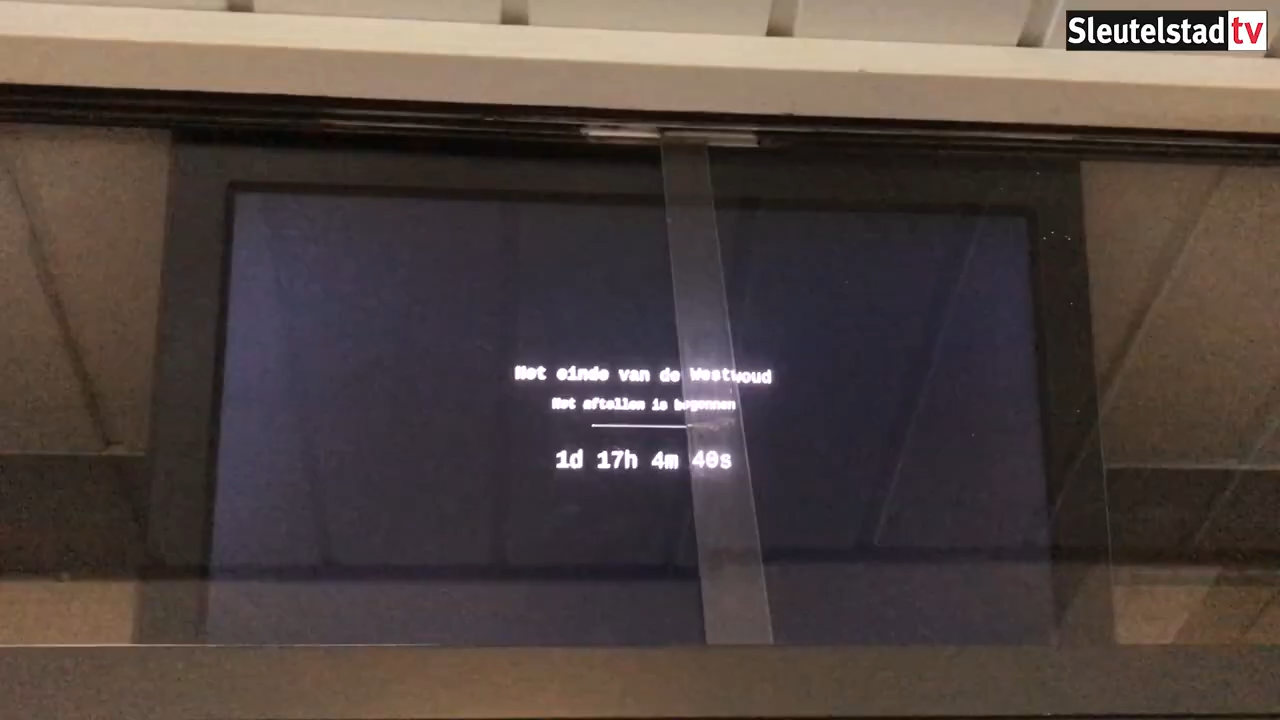 Sleutelstad tv
Het einde van de Westwoud
Het aftellen is begonnen
1d 17h 4m 40s